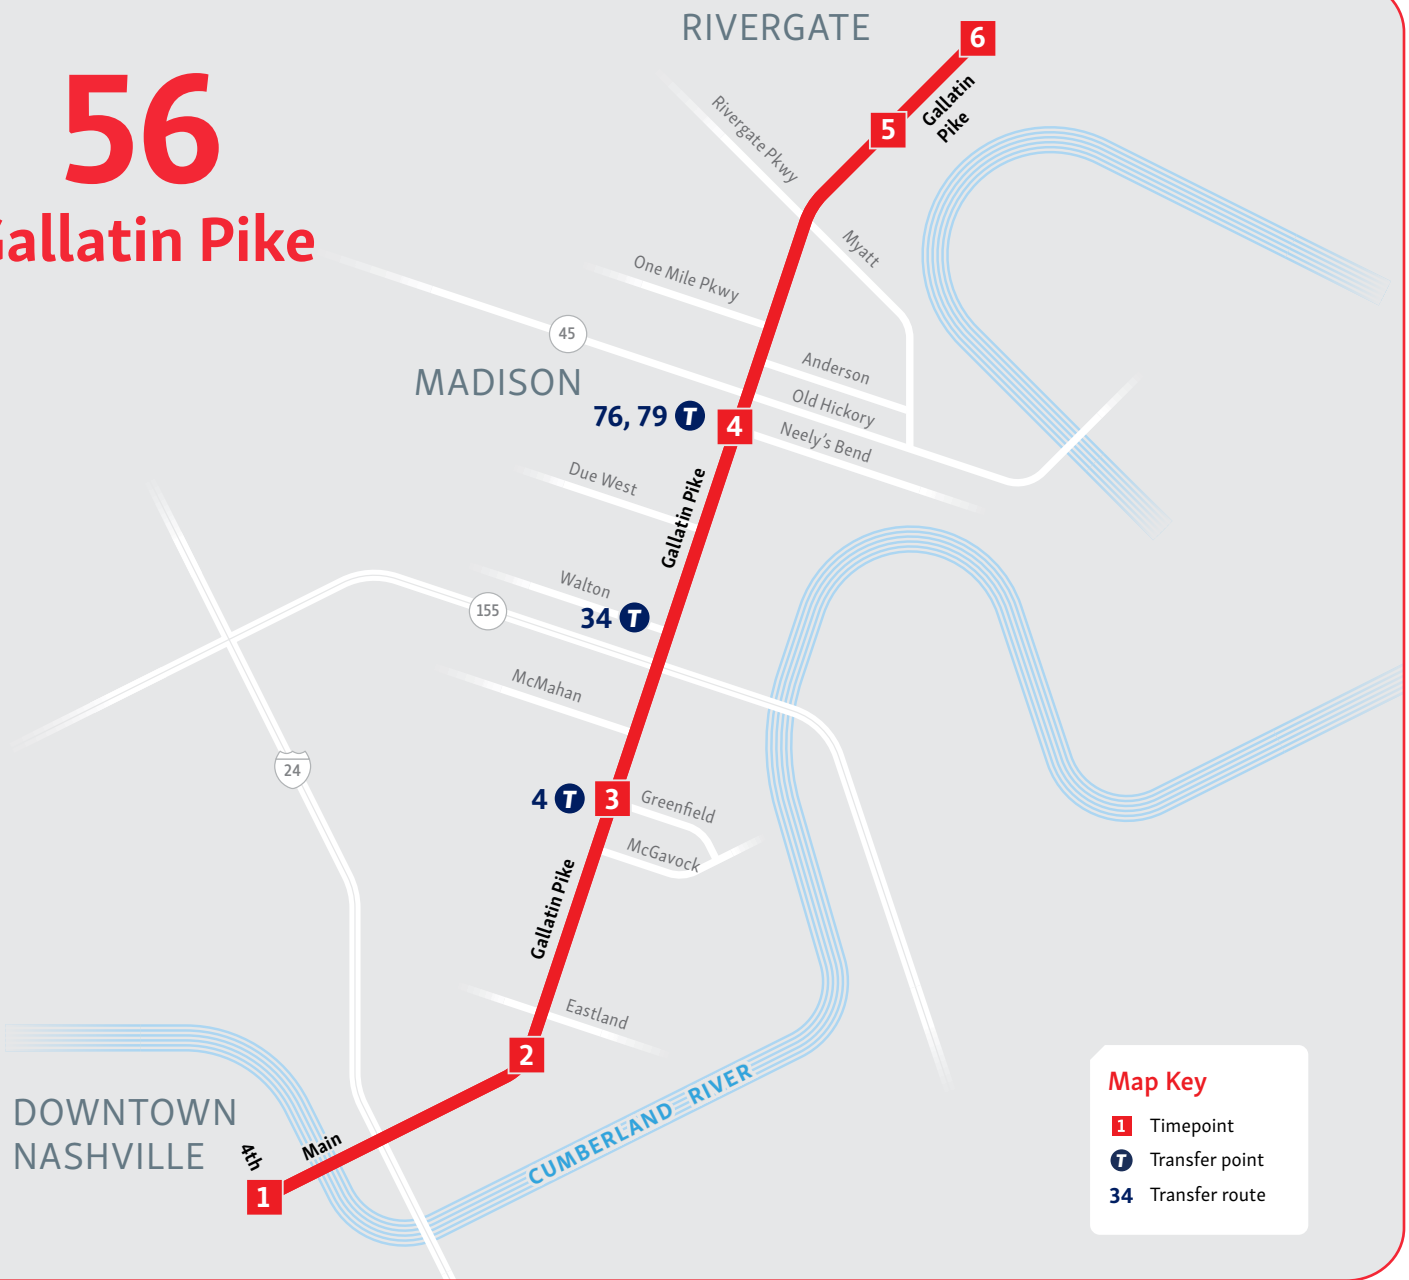 RIVERGATE
6
56
Gallatin
Pike
5
Rivergate Pkwy
allatin Pike
Myatt
One Mile Pkwy
45
Anderson
MADISON
Old Hickory
76, 79 T
4
Neely's Bend
Due West
Gallatin Pike
Walton
34 T
155
McMahan
24
4 T
3
Greenfield
McGavock
Gallatin Pike
Eastland
2
CUMBERLAND RIVER
DOWNTOWN
NASHVILLE
4th
Main
1
Map Key
1 Timepoint
T Transfer point
34 Transfer route